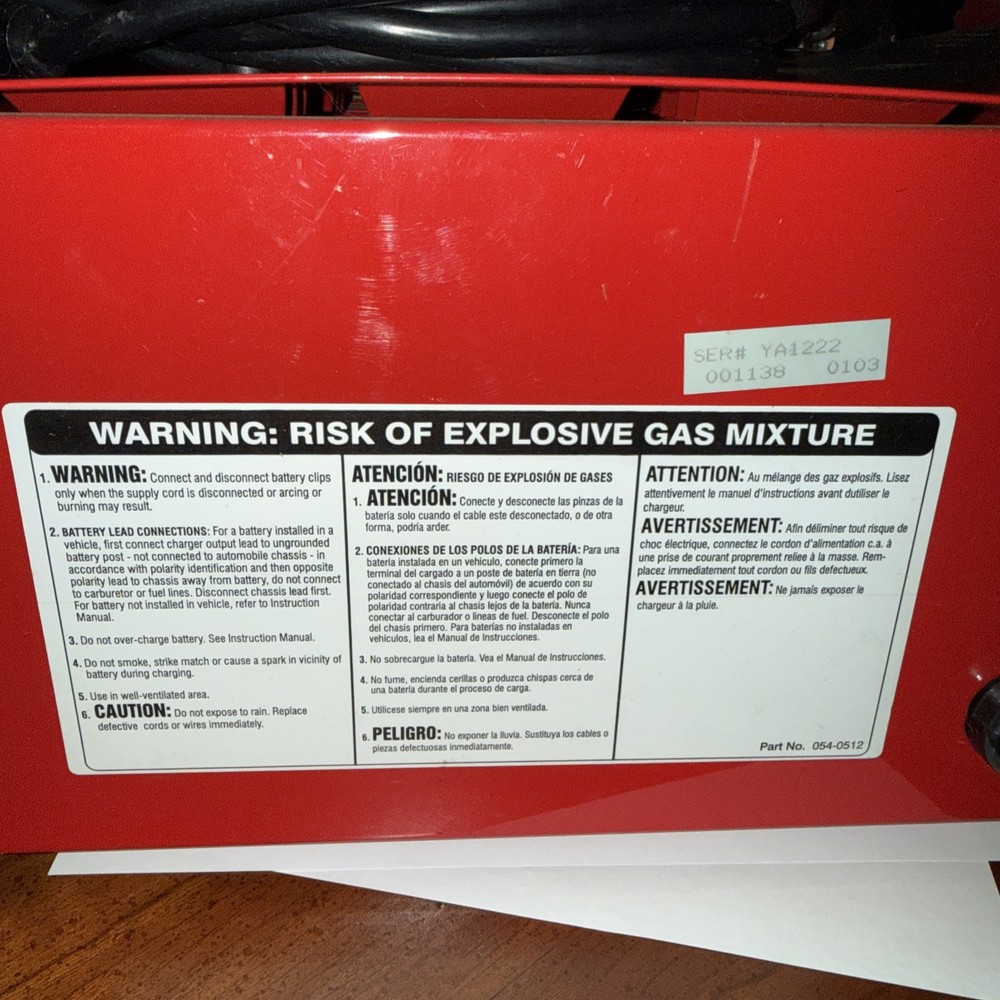 SER# YA1222
001138 0103
WARNING: RISK OF EXPLOSIVE GAS MIXTURE
1. WARNING: Connect and disconnect battery clips
only when the supply cord is disconnected or arcing or
burning may result.
2. BATTERY LEAD CONNECTIONS: For a battery installed in a
vehicle, first connect charger output lead to ungrounded
battery post - not connected to automobile chassis - in
accordance with polarity identification and then opposite
polarity lead to chassis away from battery, do not connect
to carburetor or fuel lines. Disconnect chassis lead first.
For battery not installed in vehicle, refer to Instruction
Manual.
3. Do not over-charge battery. See Instruction Manual.
4. Do not smoke, strike match or cause a spark in vicinity of
battery during charging.
5. Use in well-ventilated area.
6. CAUTION: Do not expose to rain. Replace
defective cords or wires immediately.
ATENCIÓN: RIESGO DE EXPLOSIÓN DE GASES
1. ATENCIÓN: Conecte y desconecte las pinzas de la
batería solo cuando el cable este desconectado, o de otra
forma, podría arder.
2. CONEXIONES DE LOS POLOS DE LA BATERÍA: Para una
batería instalada en un vehiculo, conecte primero la
terminal del cargado a un poste de batería en tierra (no
conectado al chasis del automóvil) de acuerdo con su
polaridad correspondiente y luego conecte el polo de
polaridad contraria al chasis lejos de la batería. Nunca
conectar al carburador o lineas de fuel. Desconecte el polo
del chasis primero. Para baterías no instaladas en
vehículos, lea el Manual de Instrucciones.
3. No sobrecargue la batería. Vea el Manual de Instrucciones.
4. No fume, encienda cerillas o produzca chispas cerca de
una batería durante el proceso de carga.
5. Utilicese siempre en una zona bien ventilada.
6. PELIGRO: No exponer la lluvia. Sustituya los cables o
piezas defectuosas inmediatamente.
ATTENTION: Au mélange des gaz explosifs. Lisez
attentivement le manuel d'instructions avant dutiliser le
chargeur.
AVERTISSEMENT: Afin déliminer tout risque de
choc électrique, connectez le cordon d'alimentation c.a. à
une prise de courant proprement reliee à la masse. Rem-
placez immediatement tout cordon ou fils defectueux.
AVERTISSEMENT: Ne jamais exposer le
chargeur à la pluie.
Part No. 054-0512